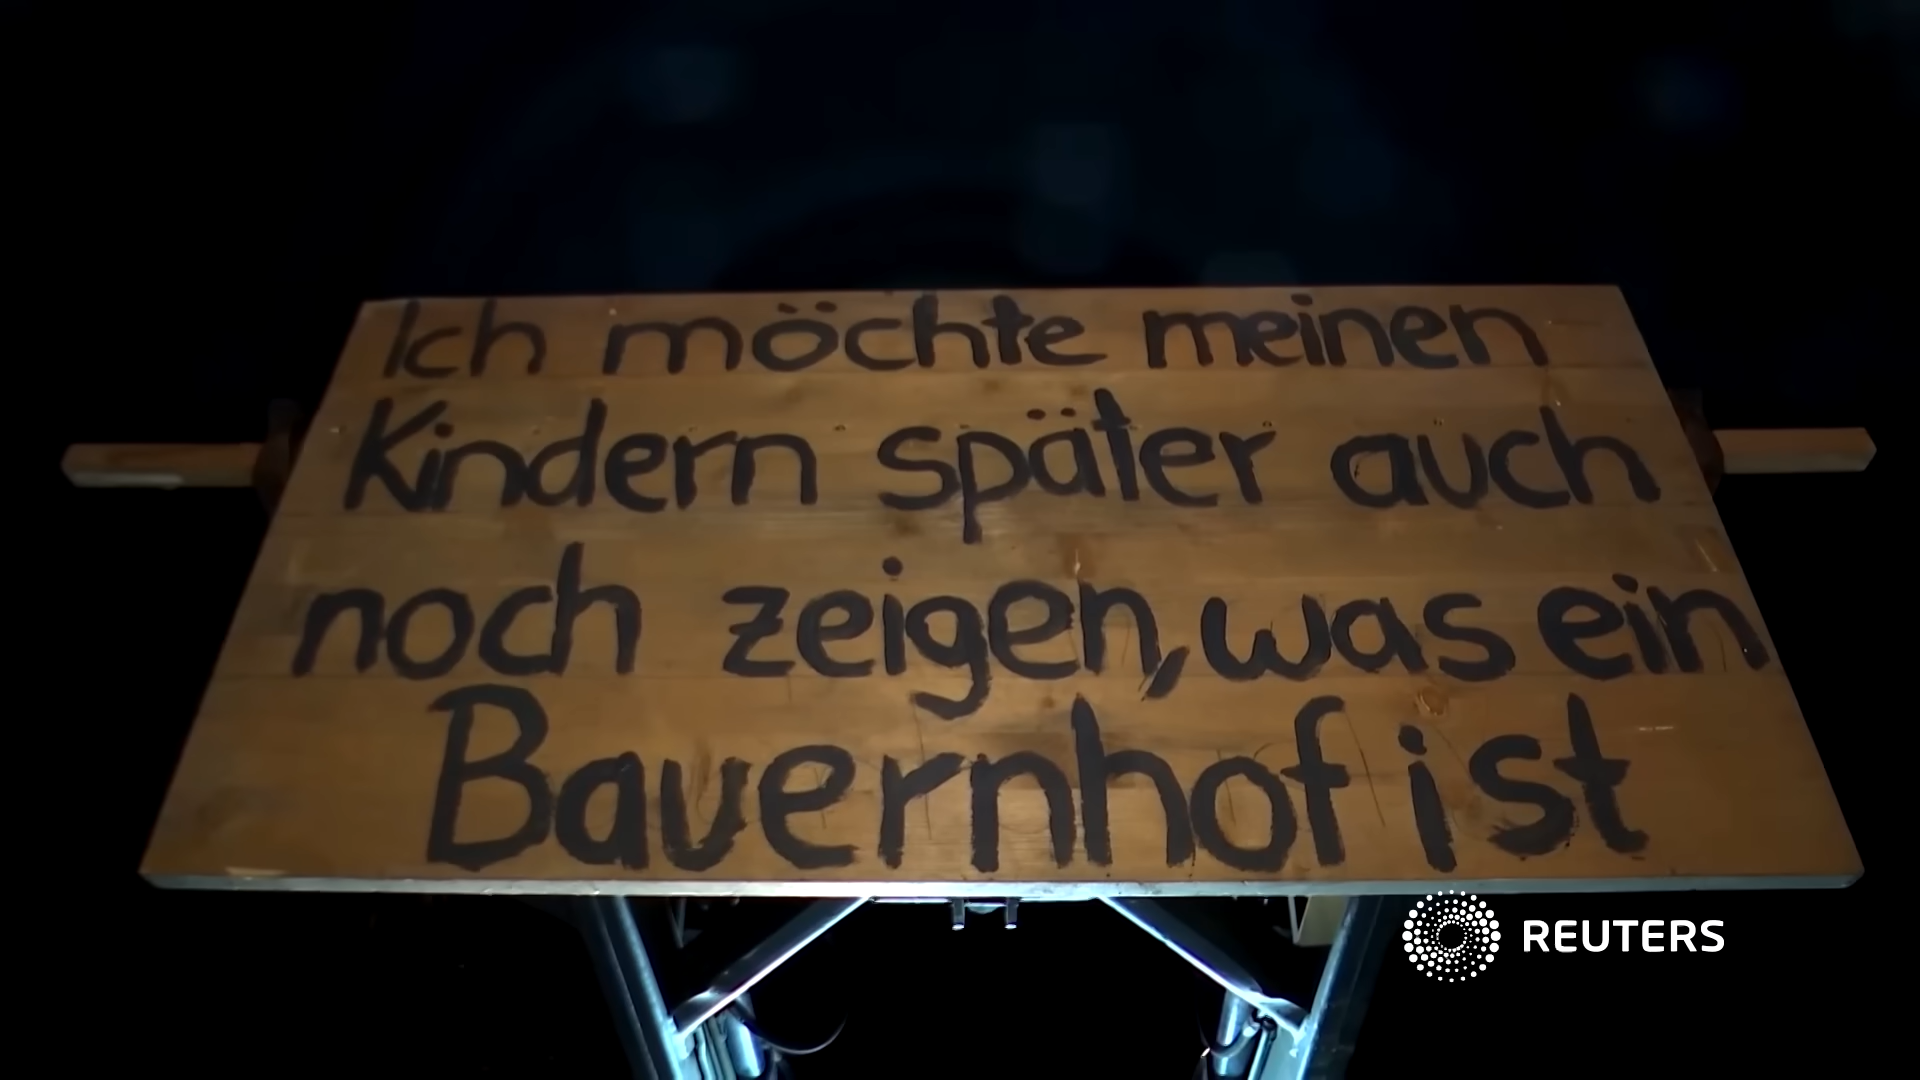 Ich möchte meinen
Kindern später auch
noch zeigen, was ein
Bauernhof ist
REUTERS